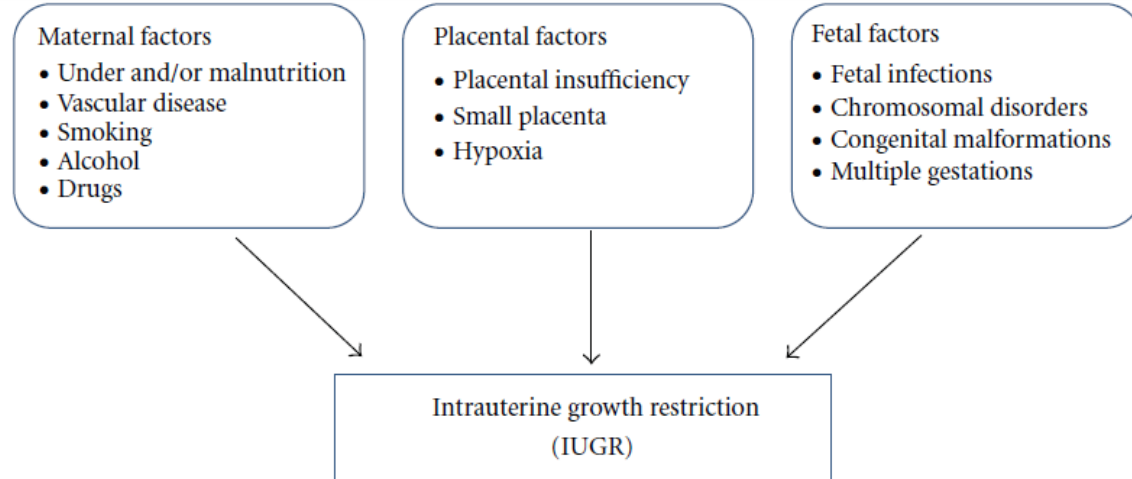 Maternal factors
• Under and/or malnutrition
• Vascular disease
• Smoking
• Alcohol
• Drugs
Placental factors
• Placental insufficiency
• Small placenta
• Hypoxia
Fetal factors
• Fetal infections
• Chromosomal disorders
• Congenital malformations
• Multiple gestations
Intrauterine growth restriction
(IUGR)